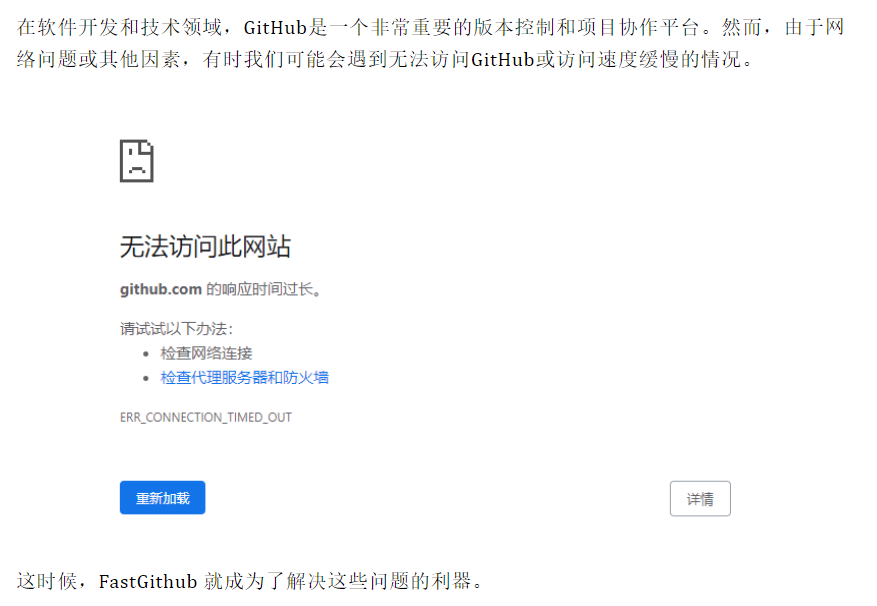 在软件开发和技术领域，GitHub是一个非常重要的版本控制和项目协作平台。然而，由于网
络问题或其他因素，有时我们可能会遇到无法访问GitHub或访问速度缓慢的情况。
无法访问此网站
github.com 的响应时间过长。
请试试以下办法：
• 检查网络连接
• 检查代理服务器和防火墙
ERR_CONNECTION_TIMED_OUT
重新加载
详情
这时候，FastGithub 就成为了解决这些问题的利器。